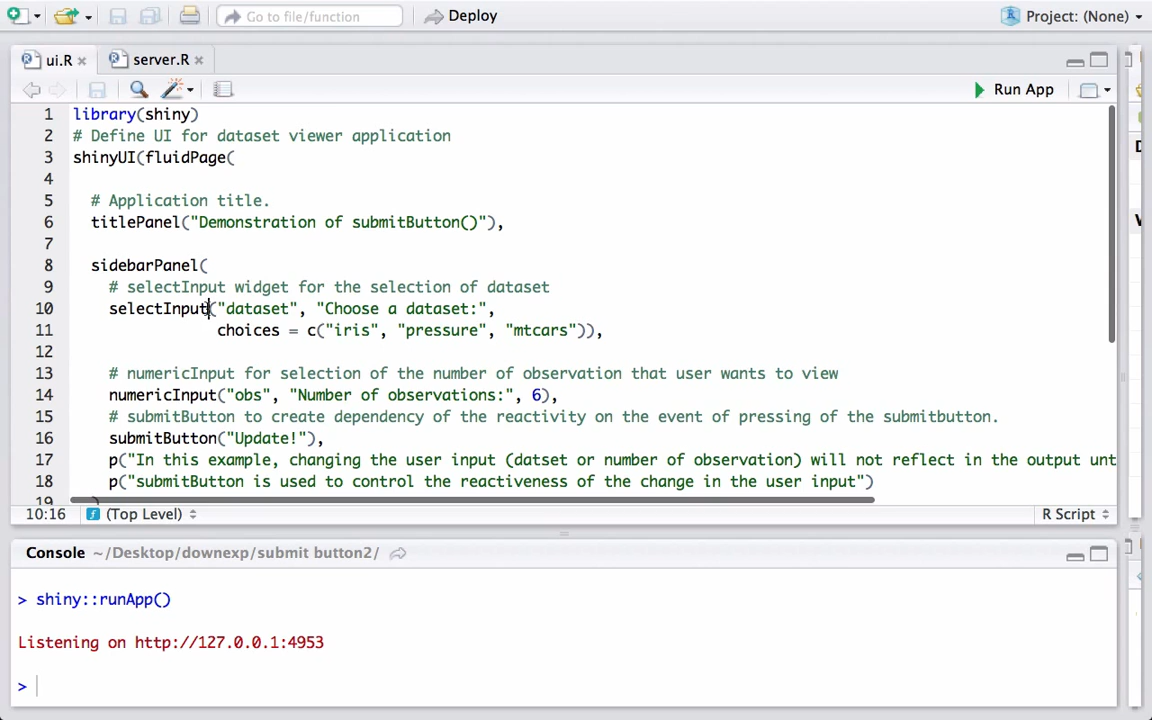 Go to file/function
Deploy
Project: (None)
ui.R
server.R
Run App
1 library(shiny)
2 # Define UI for dataset viewer application
3 shinyUI(fluidPage(
4
5 # Application title.
6 titlePanel("Demonstration of submitButton()"),
7
8 sidebarPanel(
9 # selectInput widget for the selection of dataset
10 selectInput("dataset", "Choose a dataset:",
11 choices = c("iris", "pressure", "mtcars")),
12
13 # numericInput for selection of the number of observation that user wants to view
14 numericInput("obs", "Number of observations:", 6),
15 # submitButton to create dependency of the reactivity on the event of pressing of the submitbutton.
16 submitButton("Update!"),
17 p("In this example, changing the user input (datset or number of observation) will not reflect in the output unt
18 p("submitButton is used to control the reactiveness of the change in the user input")
19 )
10:16 (Top Level) R Script
Console ~/Desktop/downexp/submit button2/
> shiny::runApp()
Listening on http://127.0.0.1:4953
>